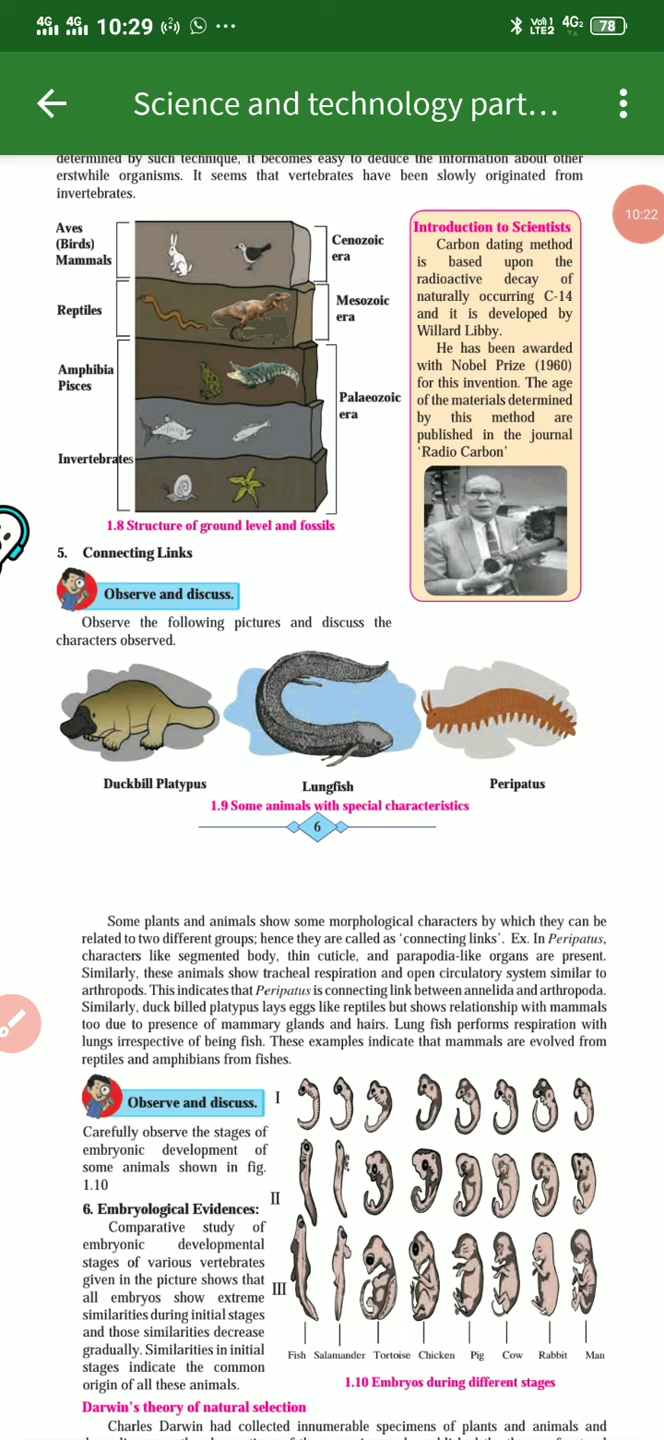 4G 4G 10:29 Vo)) 1 LTE2 4G2 78
Science and technology part...
10:22
determined by such technique, it becomes easy to deduce the information about other
erstwhile organisms. It seems that vertebrates have been slowly originated from
invertebrates.
Aves
(Birds)
Mammals
Reptiles
Amphibia
Pisces
Invertebrates
Cenozoic
era
Mesozoic
era
Palaeozoic
era
1.8 Structure of ground level and fossils
Introduction to Scientists
Carbon dating method
is based upon the
radioactive decay of
naturally occurring C-14
and it is developed by
Willard Libby.
He has been awarded
with Nobel Prize (1960)
for this invention. The age
of the materials determined
by this method are
published in the journal
'Radio Carbon'
5. Connecting Links
Observe and discuss.
Observe the following pictures and discuss the
characters observed.
Duckbill Platypus
Lungfish
Peripatus
1.9 Some animals with special characteristics
6
Some plants and animals show some morphological characters by which they can be
related to two different groups; hence they are called as 'connecting links'. Ex. In Peripatus,
characters like segmented body, thin cuticle, and parapodia-like organs are present.
Similarly, these animals show tracheal respiration and open circulatory system similar to
arthropods. This indicates that Peripatus is connecting link between annelida and arthropoda.
Similarly, duck billed platypus lays eggs like reptiles but shows relationship with mammals
too due to presence of mammary glands and hairs. Lung fish performs respiration with
lungs irrespective of being fish. These examples indicate that mammals are evolved from
reptiles and amphibians from fishes.
Observe and discuss.
Carefully observe the stages of
embryonic development of
some animals shown in fig.
1.10
6. Embryological Evidences:
Comparative study of
embryonic developmental
stages of various vertebrates
given in the picture shows that
all embryos show extreme
similarities during initial stages
and those similarities decrease
gradually. Similarities in initial
stages indicate the common
origin of all these animals.
I
II
III
Fish Salamander Tortoise Chicken Pig Cow Rabbit Man
1.10 Embryos during different stages
Darwin's theory of natural selection
Charles Darwin had collected innumerable specimens of plants and animals and